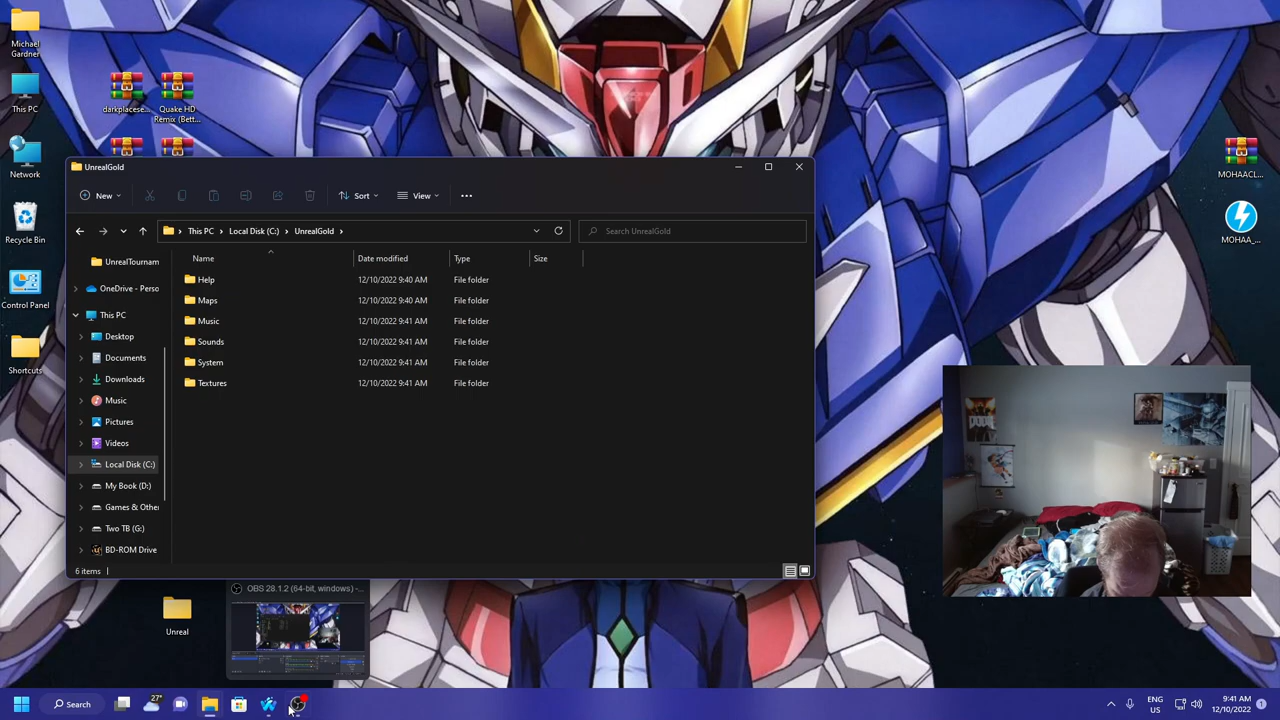 Michael
Gardner
This PC
Network
Recycle Bin
Control Panel
Shortcuts
darkplacese...
Quake HD
Remix (Bett...
MOHAACL...
MOHAA_...
Unreal
UnrealGold
New
Sort
View
This PC
Local Disk (C:)
UnrealGold
Search UnrealGold
UnrealTournam
OneDrive - Perso
This PC
Desktop
Documents
Downloads
Music
Pictures
Videos
Local Disk (C:)
My Book (D:)
Games & Othe
Two TB (G:)
BD-ROM Drive
Name Date modified Type Size
Help 12/10/2022 9:40 AM File folder
Maps 12/10/2022 9:40 AM File folder
Music 12/10/2022 9:41 AM File folder
Sounds 12/10/2022 9:41 AM File folder
System 12/10/2022 9:41 AM File folder
Textures 12/10/2022 9:41 AM File folder
6 items
OBS 28.1.2 (64-bit, windows) -...
Search
27°
ENG
US
9:41 AM
12/10/2022
1